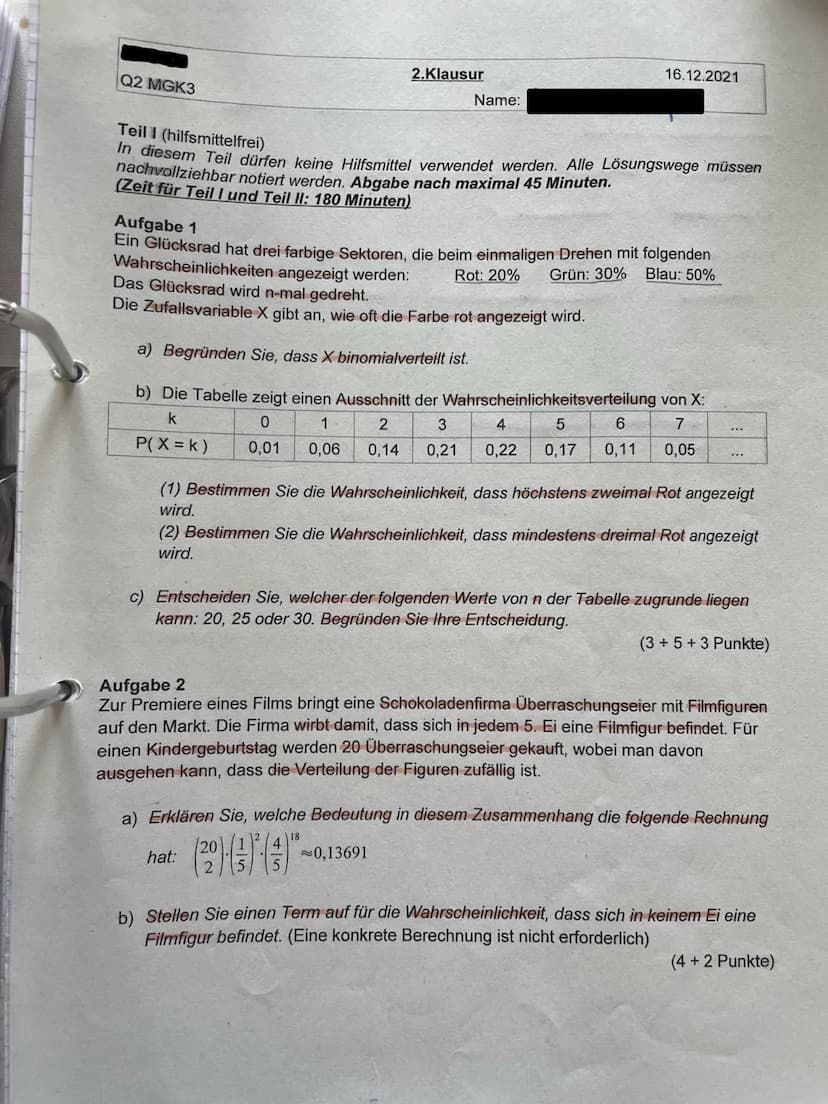 Q2 MGK3
2.Klausur
16.12.2021
Name:
Teil I (hilfsmittelfrei)
In diesem Teil dürfen keine Hilfsmittel verwendet werden. Alle Lösungswege müssen
nachvollziehbar notiert werden. Abgabe nach maximal 45 Minuten.
(Zeit für Teil I und Teil II: 180 Minuten)
Aufgabe 1
Ein Glücksrad hat drei farbige Sektoren, die beim einmaligen Drehen mit folgenden
Wahrscheinlichkeiten angezeigt werden: Rot: 20% Grün: 30% Blau: 50%
Das Glücksrad wird n-mal gedreht.
Die Zufallsvariable X gibt an, wie oft die Farbe rot angezeigt wird.
a) Begründen Sie, dass X binomialverteilt ist.
b) Die Tabelle zeigt einen Ausschnitt der Wahrscheinlichkeitsverteilung von X:
k 0 1 2 3 4 5 6 7 ...
P( X = k ) 0,01 0,06 0,14 0,21 0,22 0,17 0,11 0,05 ...
(1) Bestimmen Sie die Wahrscheinlichkeit, dass höchstens zweimal Rot angezeigt
wird.
(2) Bestimmen Sie die Wahrscheinlichkeit, dass mindestens dreimal Rot angezeigt
wird.
c) Entscheiden Sie, welcher der folgenden Werte von n der Tabelle zugrunde liegen
kann: 20, 25 oder 30. Begründen Sie Ihre Entscheidung.
(3 + 5 + 3 Punkte)
Aufgabe 2
Zur Premiere eines Films bringt eine Schokoladenfirma Überraschungseier mit Filmfiguren
auf den Markt. Die Firma wirbt damit, dass sich in jedem 5. Ei eine Filmfigur befindet. Für
einen Kindergeburtstag werden 20 Überraschungseier gekauft, wobei man davon
ausgehen kann, dass die Verteilung der Figuren zufällig ist.
a) Erklären Sie, welche Bedeutung in diesem Zusammenhang die folgende Rechnung
hat: (20 2)·(1/5)^2·(4/5)^18 ≈0,13691
b) Stellen Sie einen Term auf für die Wahrscheinlichkeit, dass sich in keinem Ei eine
Filmfigur befindet. (Eine konkrete Berechnung ist nicht erforderlich)
(4 + 2 Punkte)